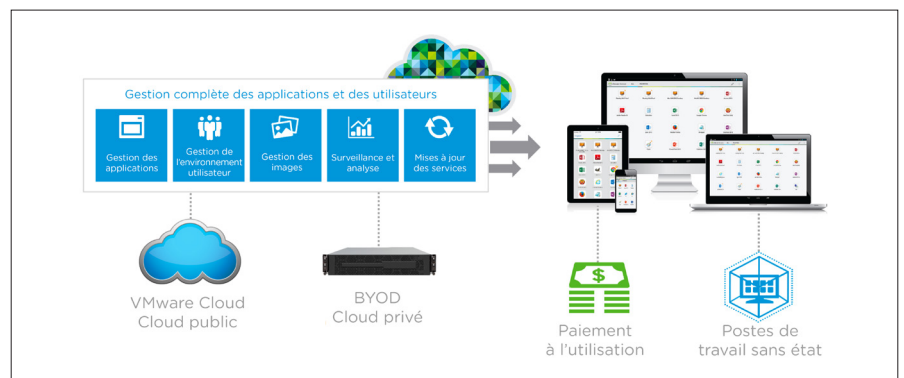 Gestion complète des applications et des utilisateurs
Gestion des
applications
Gestion de
l'environnement
utilisateur
Gestion des
images
Surveillance et
analyse
Mises à jour
des services
VMware Cloud
Cloud public
BYOD
Cloud privé
$
Paiement
à l'utilisation
Postes de
travail sans état